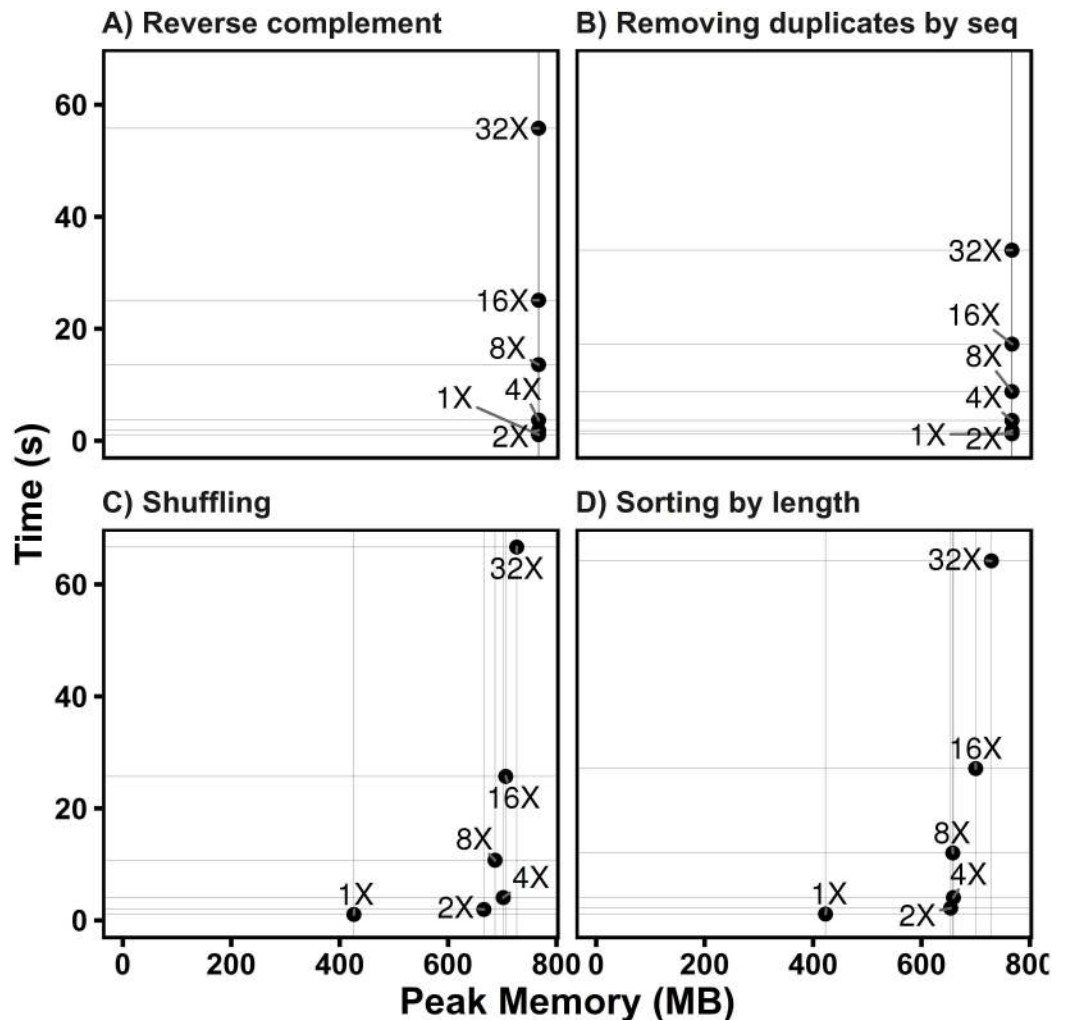 A) Reverse complement
B) Removing duplicates by seq
60
40
20
0
32X
16X
8X
4X
1X
2X
32X
16X
8X
4X
1X
2X
Time (s)
C) Shuffling
D) Sorting by length
60
40
20
0
32X
16X
8X
4X
1X
2X
32X
16X
8X
4X
1X
2X
0
400
600
800
0
200
400
600
800
Peak Memory (MB)